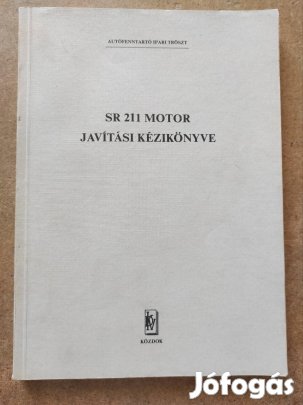 AUTÓFENNTARTÓ IPARI TRÖSZT
SR 211 MOTOR
JAVÍTÁSI KÉZIKÖNYVE
KÖZDOK
Jófogás